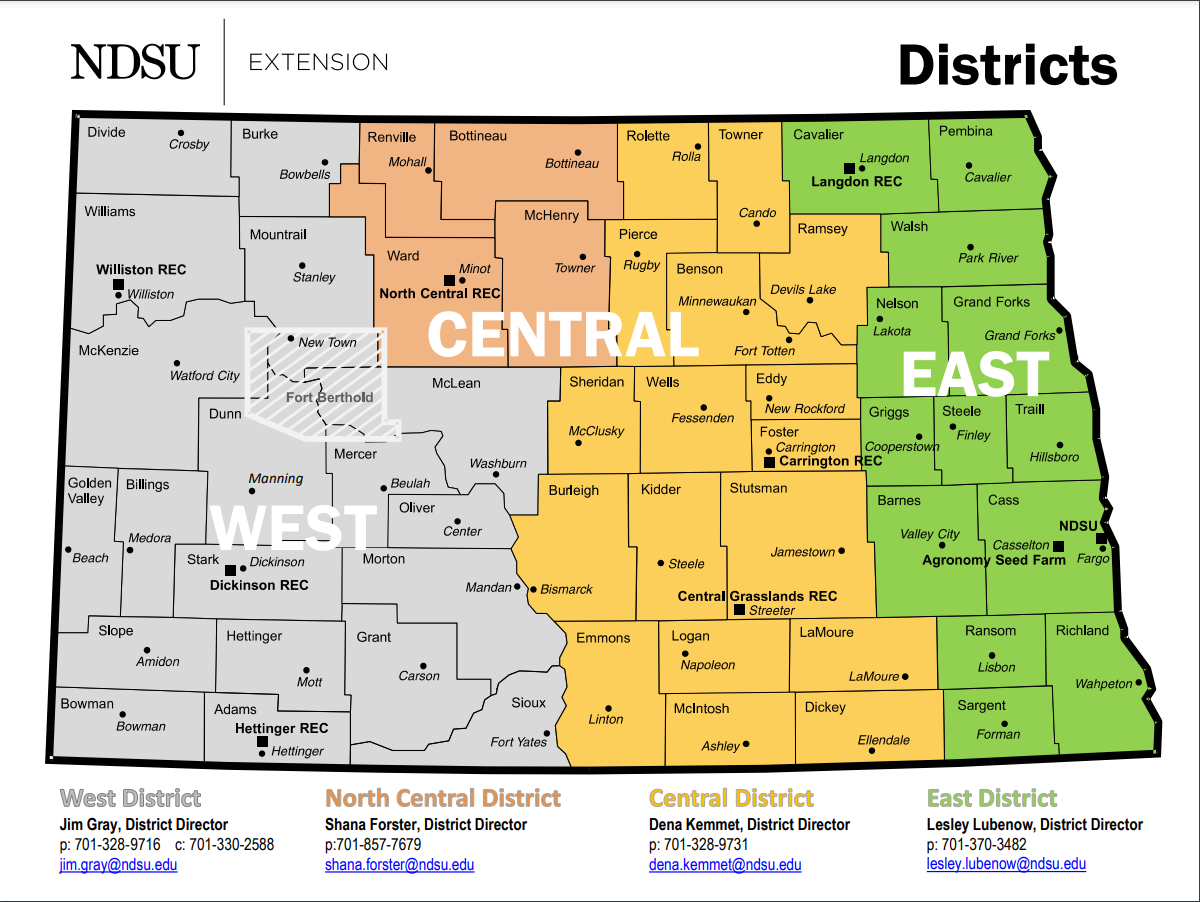 NDSU EXTENSION
Districts
Divide
Crosby
Burke
Bowbells
Renville
Mohall
Bottineau
Bottineau
Rolette
Rolla
Towner
Cando
Cavalier
Langdon
Langdon REC
Pembina
Cavalier
Williams
Williston REC
Williston
Mountrail
Stanley
Ward
Minot
North Central REC
McHenry
Towner
Pierce
Rugby
Benson
Minnewaukan
Fort Totten
Ramsey
Devils Lake
Walsh
Park River
Nelson
Lakota
Grand Forks
Grand Forks
CENTRAL
EAST
McKenzie
Watford City
New Town
Fort Berthold
Dunn
Manning
McLean
Washburn
Mercer
Beulah
Oliver
Center
Sheridan
McClusky
Wells
Fessenden
Eddy
New Rockford
Foster
Carrington
Carrington REC
Griggs
Cooperstown
Steele
Finley
Traill
Hillsboro
Golden
Valley
Beach
Billings
Medora
WEST
Stark
Dickinson
Dickinson REC
Morton
Mandan
Burleigh
Bismarck
Kidder
Steele
Stutsman
Jamestown
Central Grasslands REC
Streeter
Barnes
Valley City
Cass
NDSU
Casselton
Agronomy Seed Farm
Fargo
Slope
Amidon
Hettinger
Mott
Grant
Carson
Sioux
Fort Yates
Emmons
Linton
Logan
Napoleon
LaMoure
LaMoure
Ransom
Lisbon
Richland
Wahpeton
Bowman
Bowman
Adams
Hettinger REC
Hettinger
McIntosh
Ashley
Dickey
Ellendale
Sargent
Forman
West District
Jim Gray, District Director
p: 701-328-9716 c: 701-330-2588
jim.gray@ndsu.edu
North Central District
Shana Forster, District Director
p:701-857-7679
shana.forster@ndsu.edu
Central District
Dena Kemmet, District Director
p: 701-328-9731
dena.kemmet@ndsu.edu
East District
Lesley Lubenow, District Director
p: 701-370-3482
lesley.lubenow@ndsu.edu